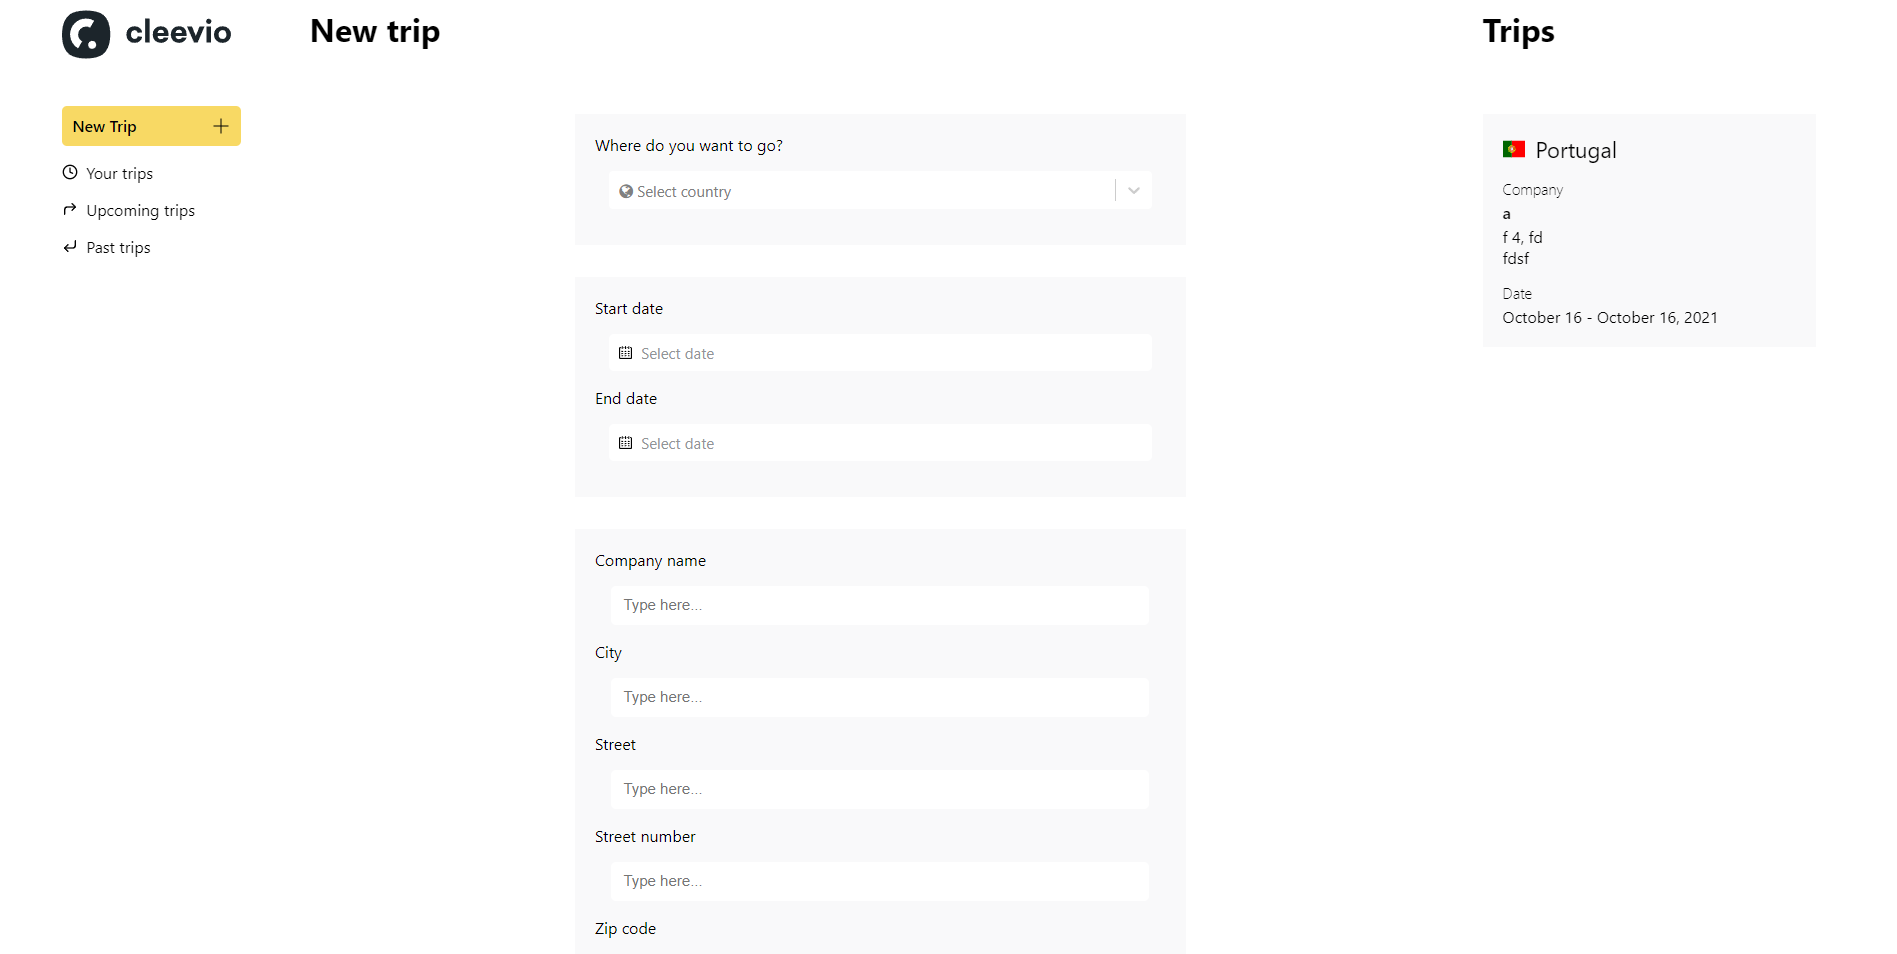 cleevio
New Trip
Your trips
Upcoming trips
Past trips
New trip
Where do you want to go?
Select country
Start date
Select date
End date
Select date
Company name
Type here...
City
Type here...
Street
Type here...
Street number
Type here...
Zip code
Trips
Portugal
Company
a
f 4, fd
fdsf
Date
October 16 - October 16, 2021